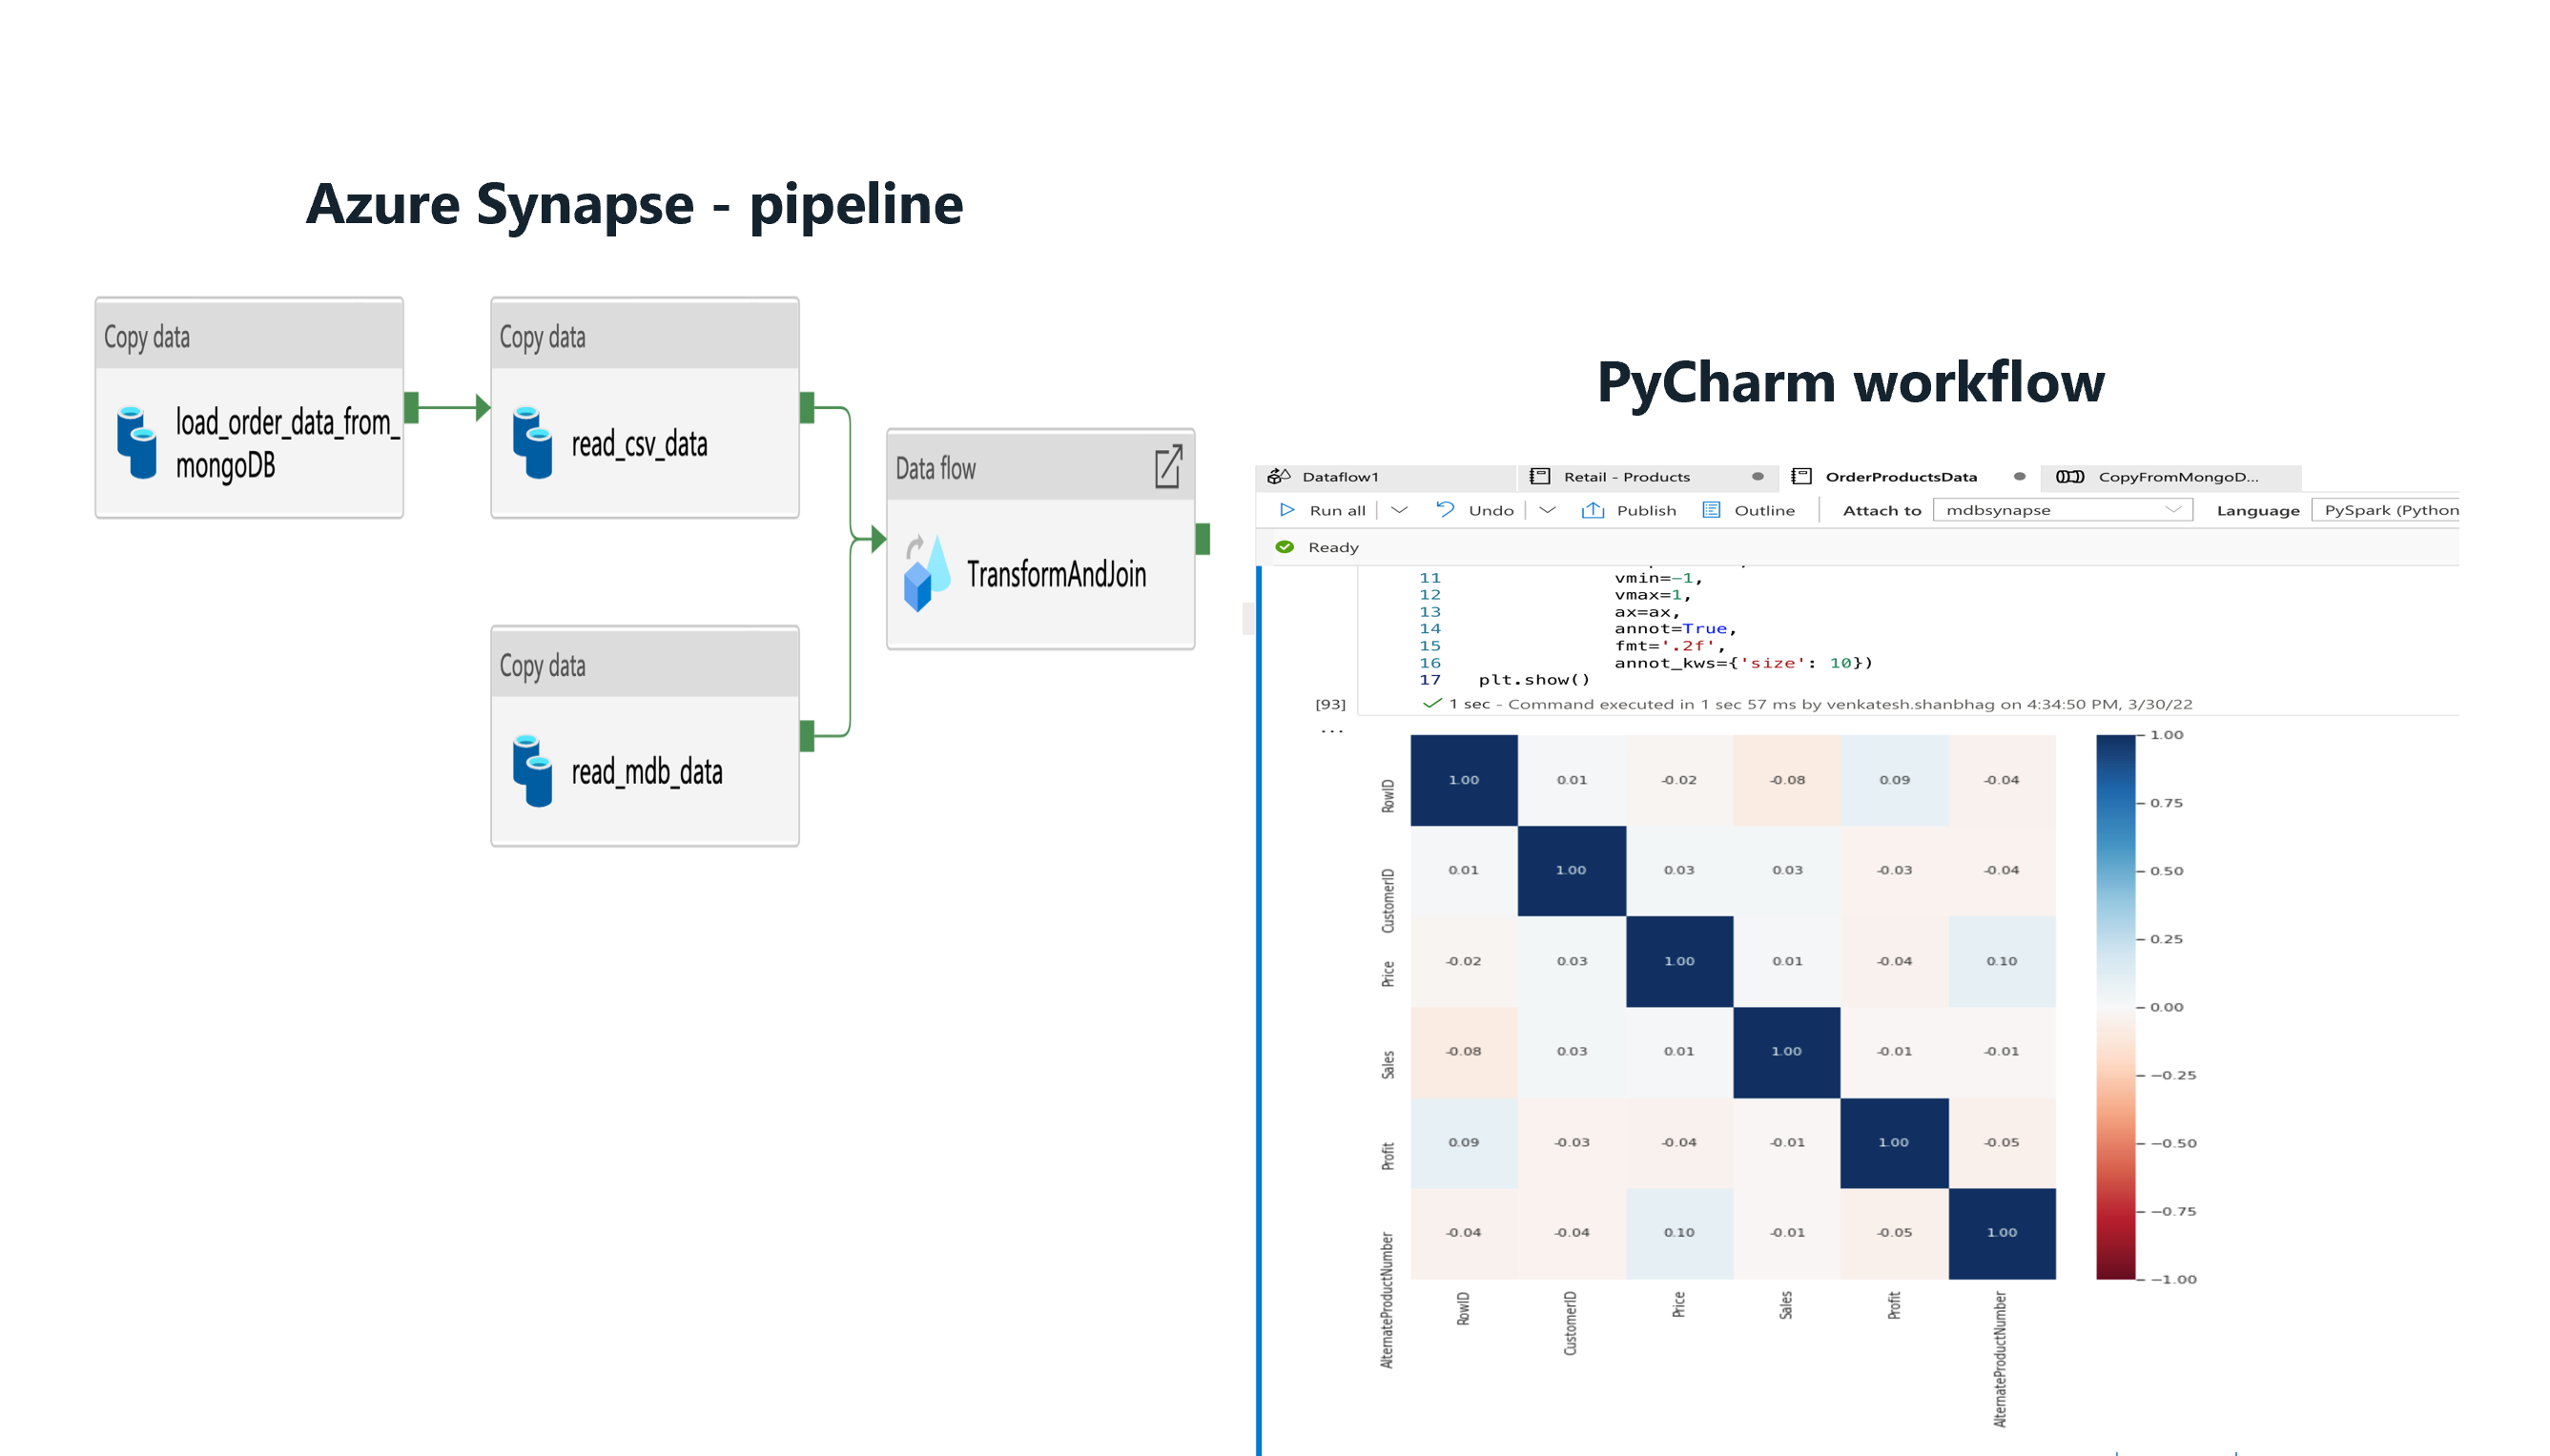 Azure Synapse - pipeline
Copy data
load_order_data_from_
mongoDB
Copy data
read_csv_data
Copy data
read_mdb_data
Data flow
TransformAndJoin
PyCharm workflow
Dataflow1
Retail - Products
OrderProductsData
CopyFromMongoD...
Run all
Undo
Publish
Outline
Attach to
mdbsynapse
Language
PySpark (Python
Ready
11 vmin=-1,
12 vmax=1,
13 ax=ax,
14 annot=True,
15 fmt='.2f',
16 annot_kws={'size': 10})
17 plt.show()
[93] 1 sec - Command executed in 1 sec 57 ms by venkatesh.shanbhag on 4:34:50 PM, 3/30/22
...
RowID 1.00 0.01 -0.02 -0.08 0.09 -0.04
CustomerID 0.01 1.00 0.03 0.03 -0.03 -0.04
Price -0.02 0.03 1.00 0.01 -0.04 0.10
Sales -0.08 0.03 0.01 1.00 -0.01 -0.01
Profit 0.09 -0.03 -0.04 -0.01 1.00 -0.05
AlternateProductNumber -0.04 -0.04 0.10 -0.01 -0.05 1.00
RowID CustomerID Price Sales Profit AlternateProductNumber
1.00
0.75
0.50
0.25
0.00
−0.25
−0.50
−0.75
−1.00